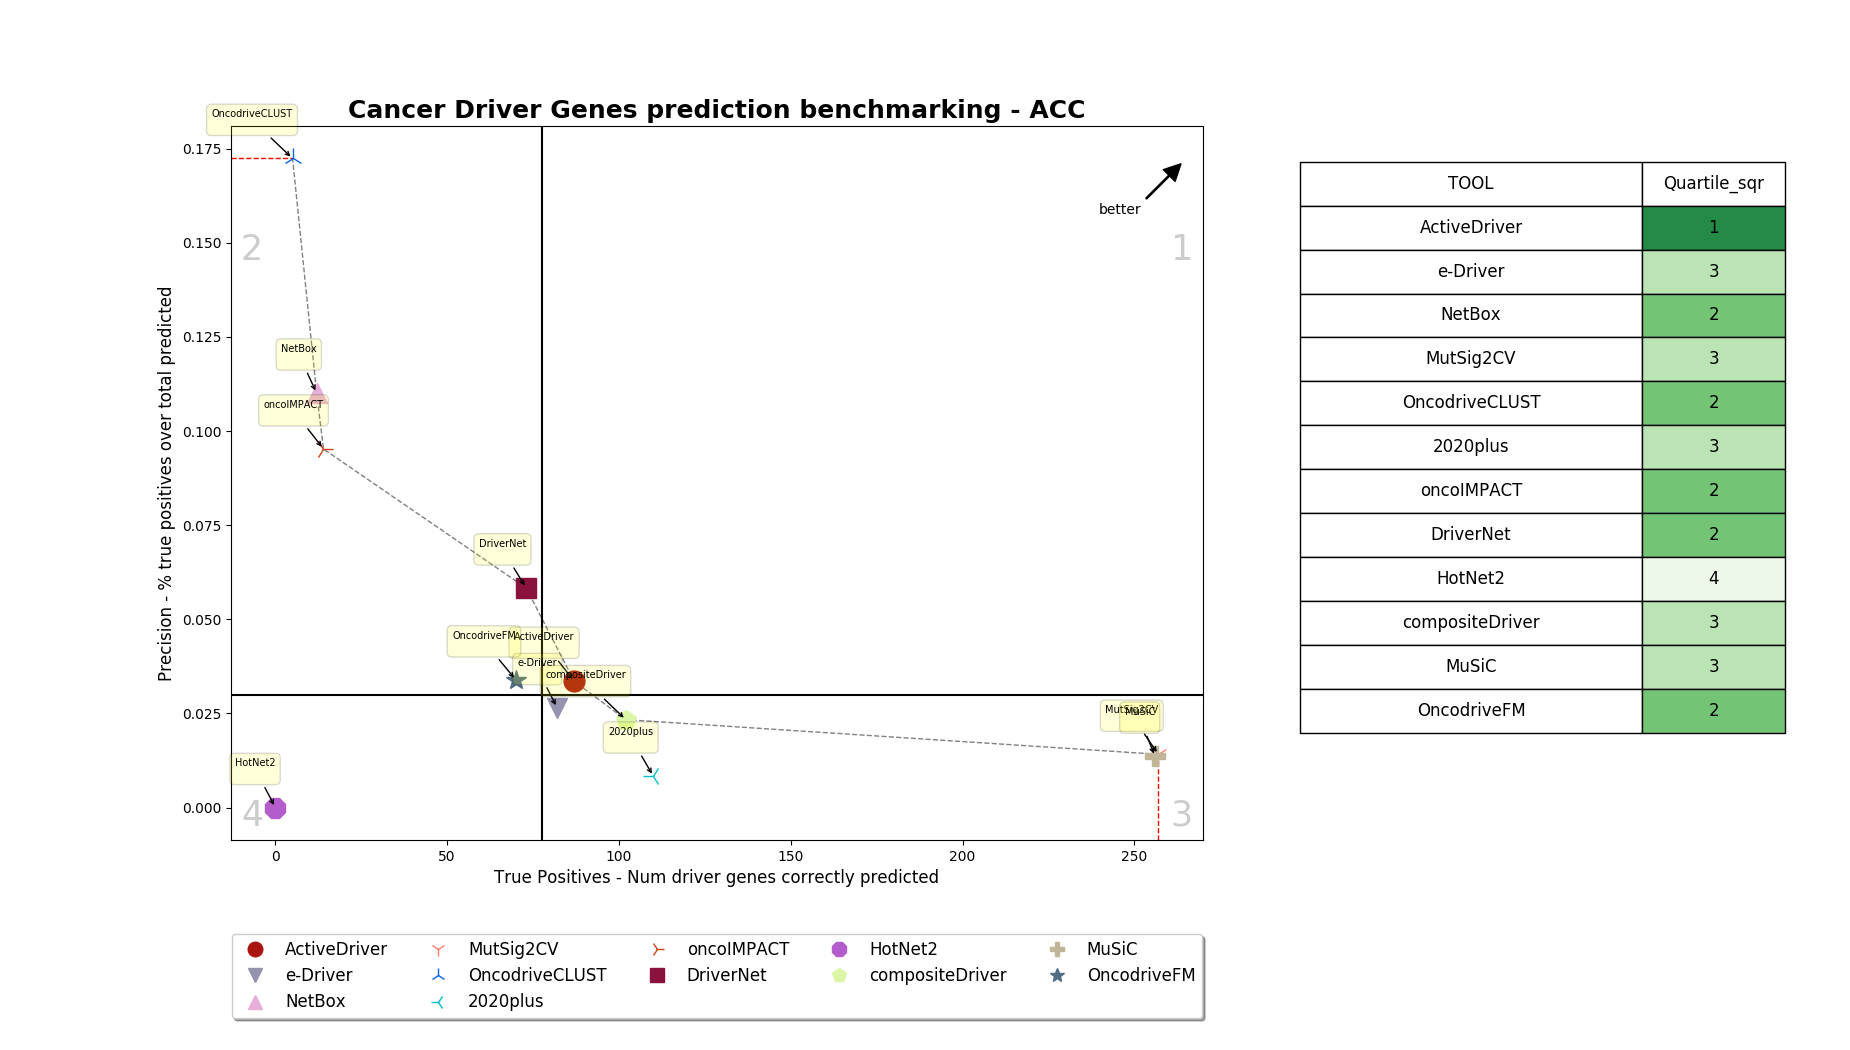 Cancer Driver Genes prediction benchmarking - ACC
OncodriveCLUST
0.175
0.150
0.125
0.100
0.075
0.050
0.025
0.000
Precision - % true positives over total predicted
2
1
better
NetBox
oncoIMPACT
DriverNet
OncodriveFM
ActiveDriver
e-Driver
compositeDriver
2020plus
MutSig2CV
MuSiC
HotNet2
4
3
0
50
100
150
200
250
True Positives - Num driver genes correctly predicted
ActiveDriver
MutSig2CV
oncoIMPACT
HotNet2
MuSiC
e-Driver
OncodriveCLUST
DriverNet
compositeDriver
OncodriveFM
NetBox
2020plus
TOOL Quartile_sqr
ActiveDriver 1
e-Driver 3
NetBox 2
MutSig2CV 3
OncodriveCLUST 2
2020plus 3
oncoIMPACT 2
DriverNet 2
HotNet2 4
compositeDriver 3
MuSiC 3
OncodriveFM 2